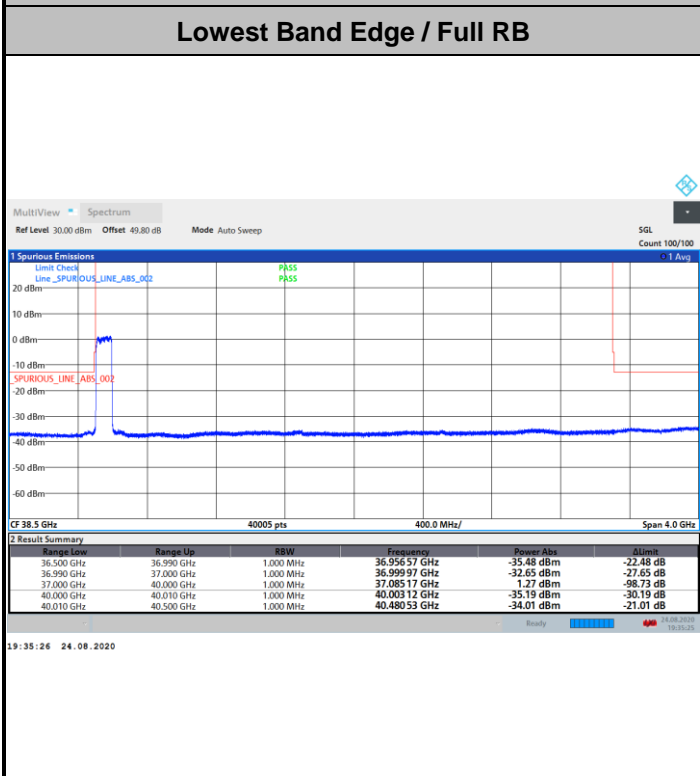 Lowest Band Edge / Full RB
MultiView Spectrum
Ref Level 30.00 dBm Offset 49.80 dB Mode Auto Sweep SGL
Count 100/100
1 Spurious Emissions 1 Avg
Limit Check PASS
Line _SPURIOUS_LINE_ABS_002 PASS
20 dBm
10 dBm
0 dBm
-10 dBm
_SPURIOUS_LINE_ABS_002
-20 dBm
-30 dBm
-40 dBm
-50 dBm
-60 dBm
CF 38.5 GHz 40005 pts 400.0 MHz/ Span 4.0 GHz
2 Result Summary
Range Low Range Up RBW Frequency Power Abs ΔLimit
36.500 GHz 36.990 GHz 1.000 MHz 36.956 57 GHz -35.48 dBm -22.48 dB
36.990 GHz 37.000 GHz 1.000 MHz 36.999 97 GHz -32.65 dBm -27.65 dB
37.000 GHz 40.000 GHz 1.000 MHz 37.085 17 GHz 1.27 dBm -98.73 dB
40.000 GHz 40.010 GHz 1.000 MHz 40.003 12 GHz -35.19 dBm -30.19 dB
40.010 GHz 40.500 GHz 1.000 MHz 40.480 53 GHz -34.01 dBm -21.01 dB
Ready 24.08.2020
19:35:25
19:35:26 24.08.2020